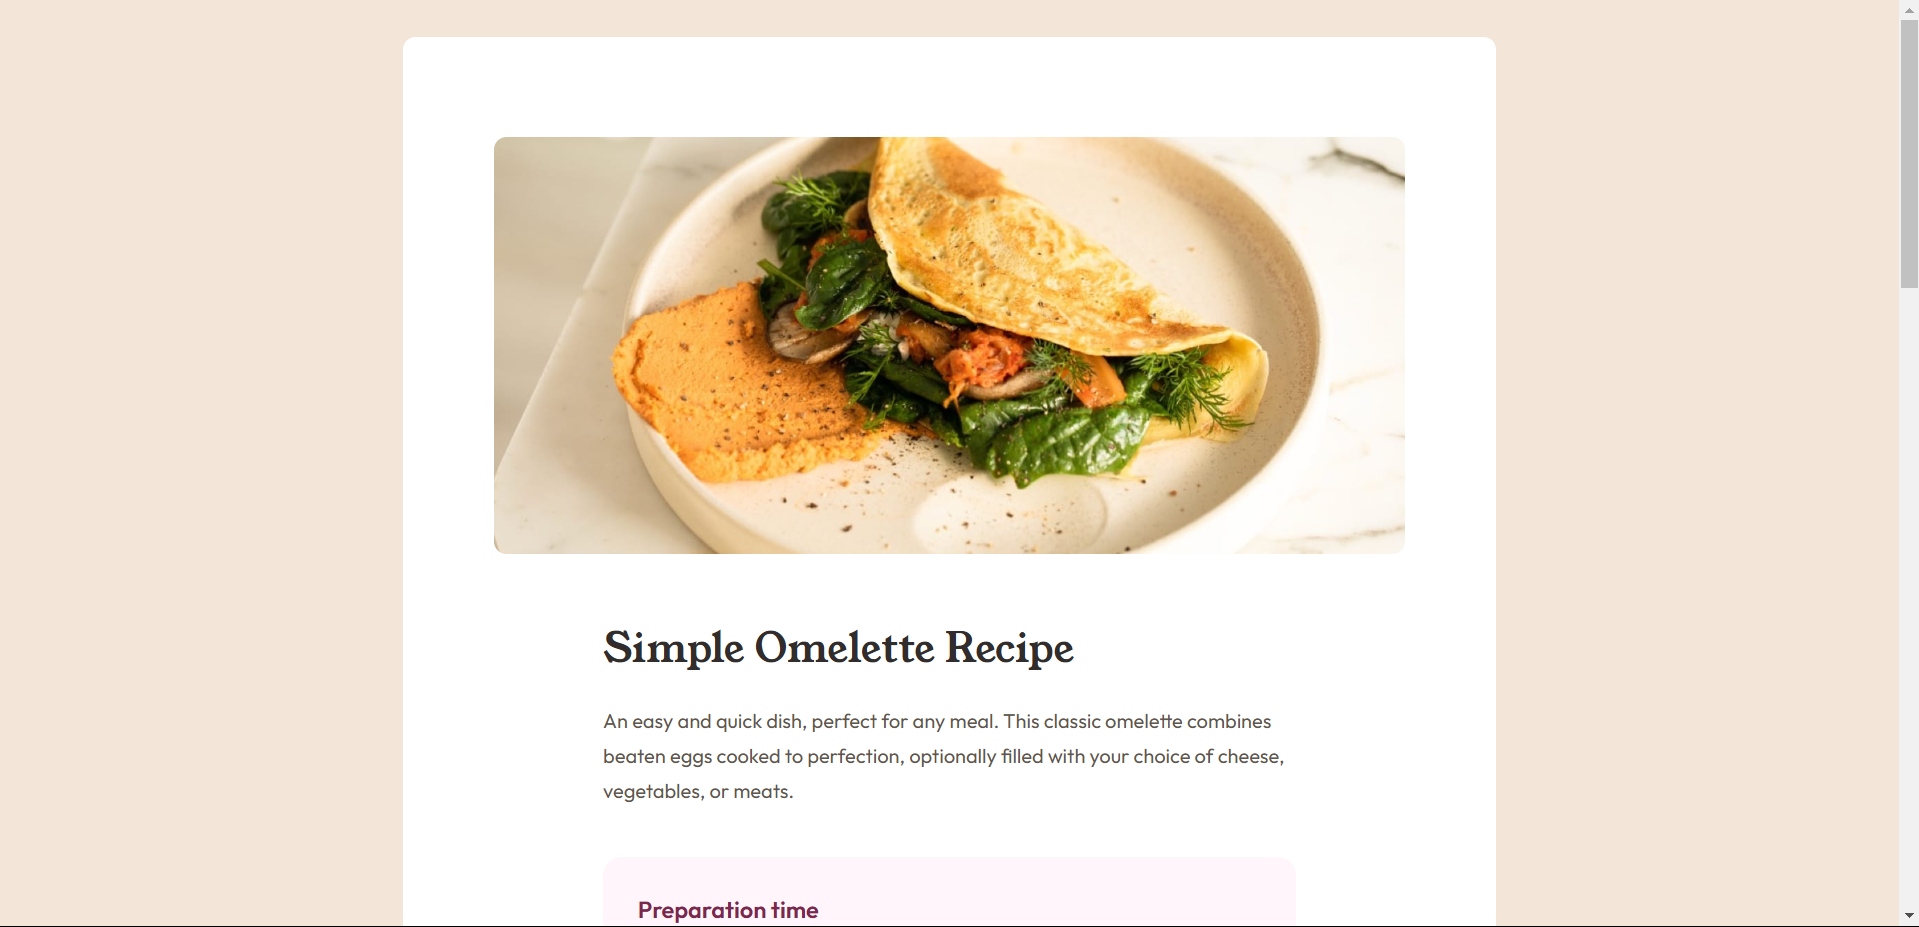 Simple Omelette Recipe
An easy and quick dish, perfect for any meal. This classic omelette combines
beaten eggs cooked to perfection, optionally filled with your choice of cheese,
vegetables, or meats.
Preparation time